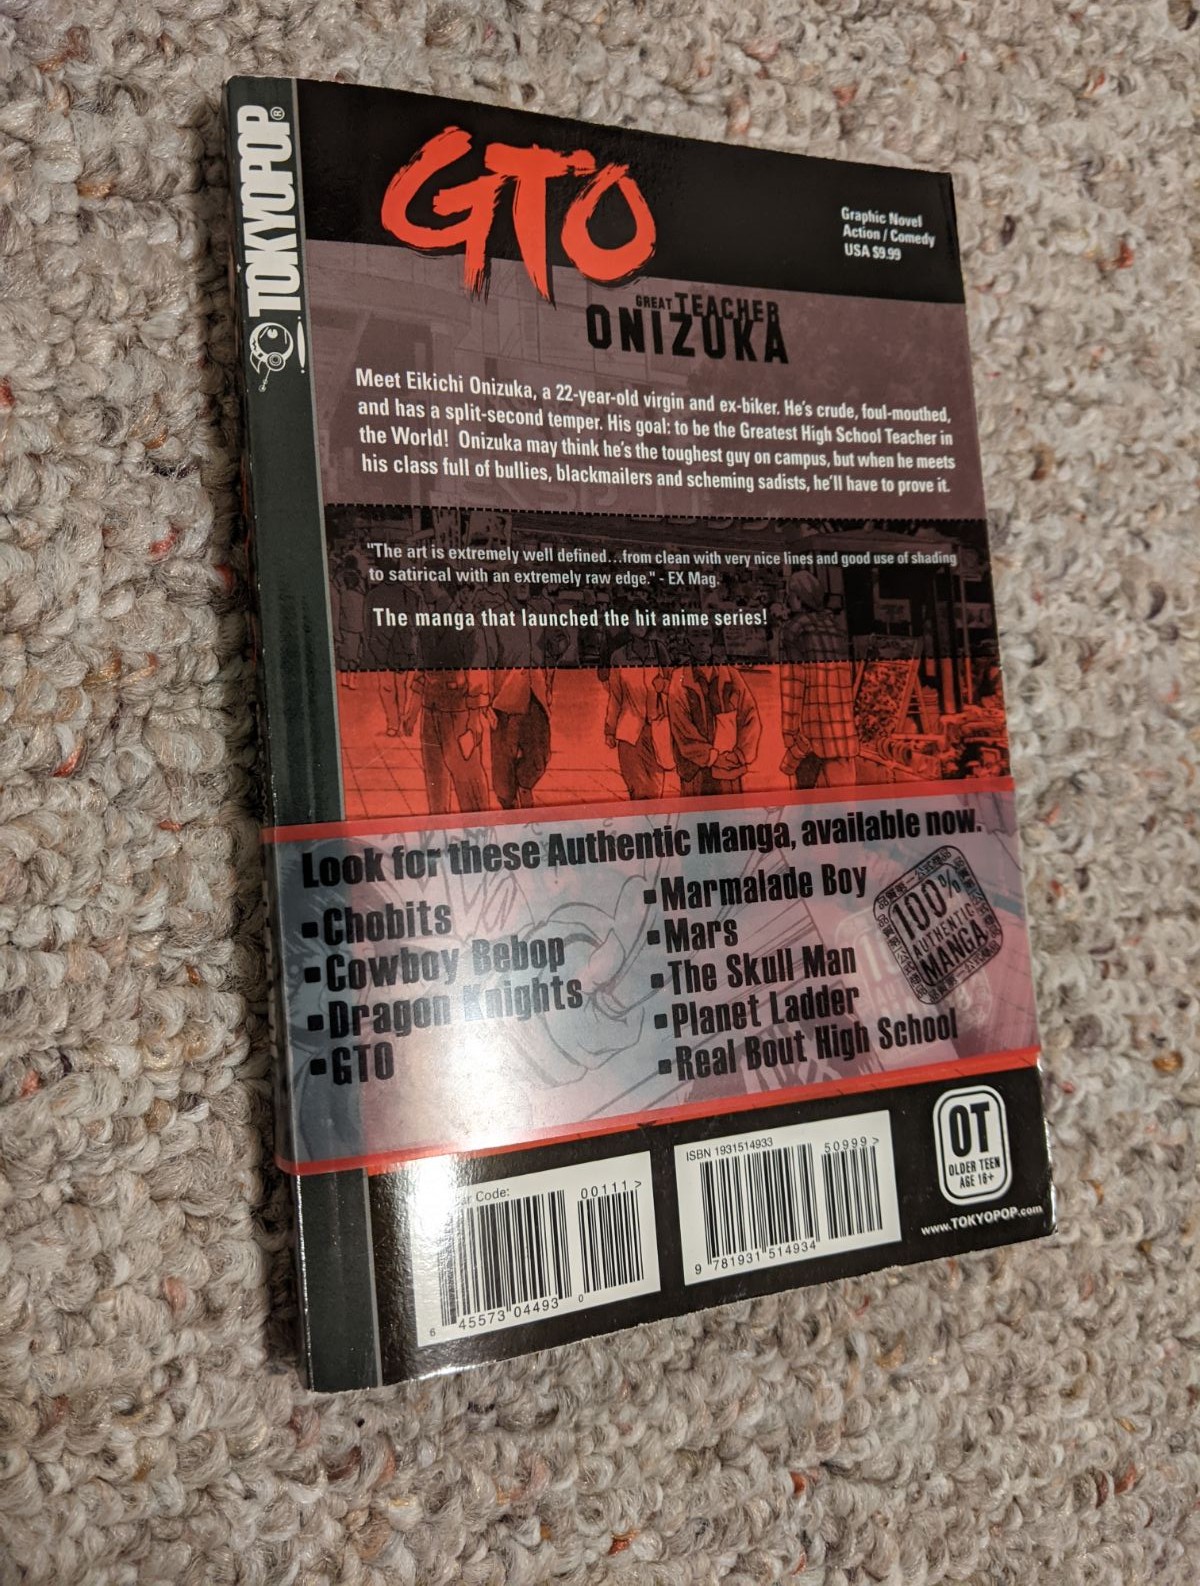 TOKYOPOP®
GTO
GREAT TEACHER
ONIZUKA
Graphic Novel
Action / Comedy
USA $9.99
Meet Eikichi Onizuka, a 22-year-old virgin and ex-biker. He's crude, foul-mouthed,
and has a split-second temper. His goal: to be the Greatest High School Teacher in
the World! Onizuka may think he's the toughest guy on campus, but when he meets
his class full of bullies, blackmailers and scheming sadists, he'll have to prove it.
"The art is extremely well defined...from clean with very nice lines and good use of shading
to satirical with an extremely raw edge." - EX Mag.
The manga that launched the hit anime series!
Look for these Authentic Manga, available now.
▪Chobits
▪Cowboy Bebop
▪Dragon Knights
▪GTO
▪Marmalade Boy
▪Mars
▪The Skull Man
▪Planet Ladder
▪Real Bout High School
100%
AUTHENTIC
MANGA
Code:
00111 >
6 45573 04493 0
ISBN 1931514933
50999 >
9 781931 514934
OT
OLDER TEEN
AGE 16+
www.TOKYOPOP.com